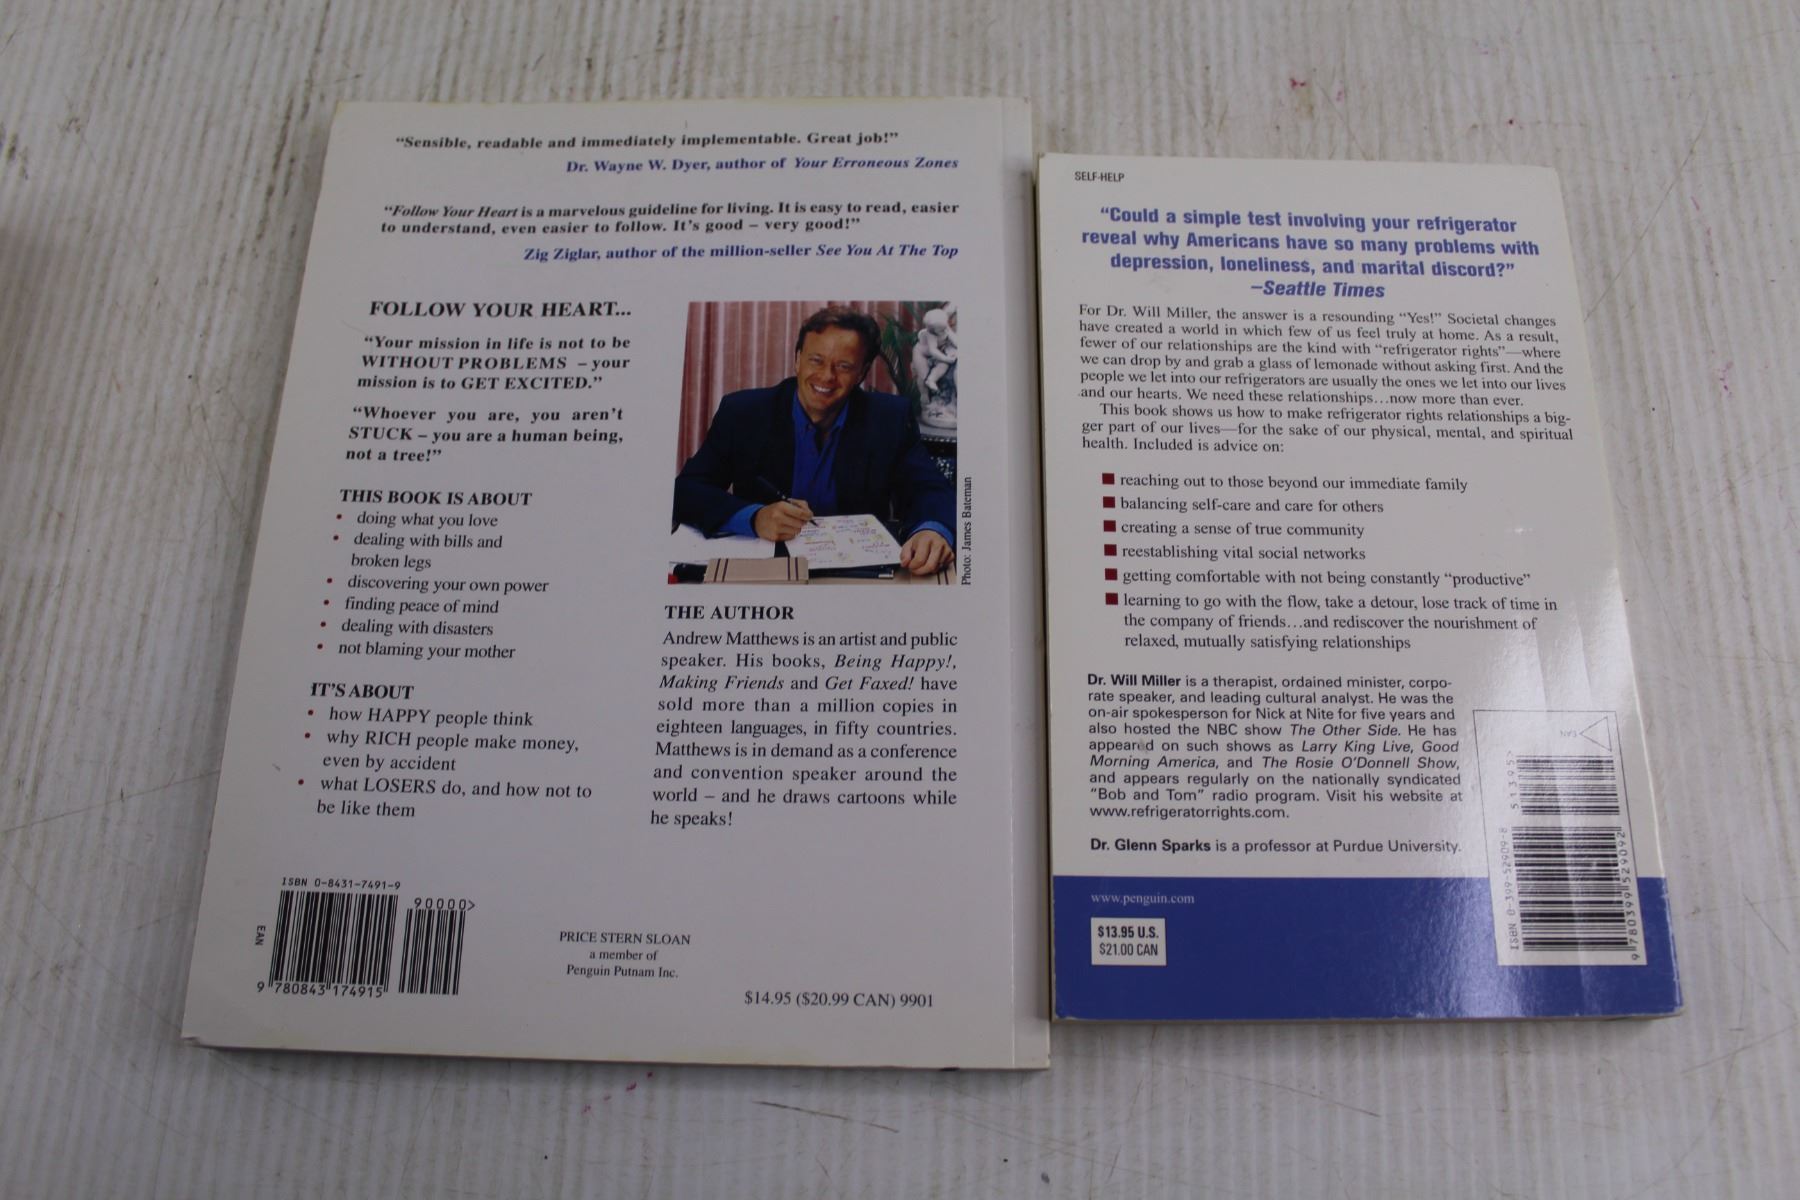 “Sensible, readable and immediately implementable. Great job!”
Dr. Wayne W. Dyer, author of Your Erroneous Zones
“Follow Your Heart is a marvelous guideline for living. It is easy to read, easier
to understand, even easier to follow. It’s good – very good!”
Zig Ziglar, author of the million-seller See You At The Top
FOLLOW YOUR HEART...
“Your mission in life is not to be
WITHOUT PROBLEMS – your
mission is to GET EXCITED.”
“Whoever you are, you aren’t
STUCK – you are a human being,
not a tree!”
THIS BOOK IS ABOUT
• doing what you love
• dealing with bills and
broken legs
• discovering your own power
• finding peace of mind
• dealing with disasters
• not blaming your mother
IT’S ABOUT
• how HAPPY people think
• why RICH people make money,
even by accident
• what LOSERS do, and how not to
be like them
Photo: James Bateman
THE AUTHOR
Andrew Matthews is an artist and public
speaker. His books, Being Happy!,
Making Friends and Get Faxed! have
sold more than a million copies in
eighteen languages, in fifty countries.
Matthews is in demand as a conference
and convention speaker around the
world – and he draws cartoons while
he speaks!
ISBN 0-8431-7491-9
90000>
EAN
9 780843 174915
PRICE STERN SLOAN
a member of
Penguin Putnam Inc.
$14.95 ($20.99 CAN) 9901
SELF-HELP
“Could a simple test involving your refrigerator
reveal why Americans have so many problems with
depression, loneliness, and marital discord?”
–Seattle Times
For Dr. Will Miller, the answer is a resounding “Yes!” Societal changes
have created a world in which few of us feel truly at home. As a result,
fewer of our relationships are the kind with “refrigerator rights”—where
we can drop by and grab a glass of lemonade without asking first. And the
people we let into our refrigerators are usually the ones we let into our lives
and our hearts. We need these relationships…now more than ever.
This book shows us how to make refrigerator rights relationships a big-
ger part of our lives—for the sake of our physical, mental, and spiritual
health. Included is advice on:
■ reaching out to those beyond our immediate family
■ balancing self-care and care for others
■ creating a sense of true community
■ reestablishing vital social networks
■ getting comfortable with not being constantly “productive”
■ learning to go with the flow, take a detour, lose track of time in
the company of friends…and rediscover the nourishment of
relaxed, mutually satisfying relationships
Dr. Will Miller is a therapist, ordained minister, corpo-
rate speaker, and leading cultural analyst. He was the
on-air spokesperson for Nick at Nite for five years and
also hosted the NBC show The Other Side. He has
appeared on such shows as Larry King Live, Good
Morning America, and The Rosie O’Donnell Show,
and appears regularly on the nationally syndicated
“Bob and Tom” radio program. Visit his website at
www.refrigeratorrights.com.
Dr. Glenn Sparks is a professor at Purdue University.
www.penguin.com
$13.95 U.S.
$21.00 CAN
EAN
51395>
ISBN 0-399-52909-8
9 780399 529092